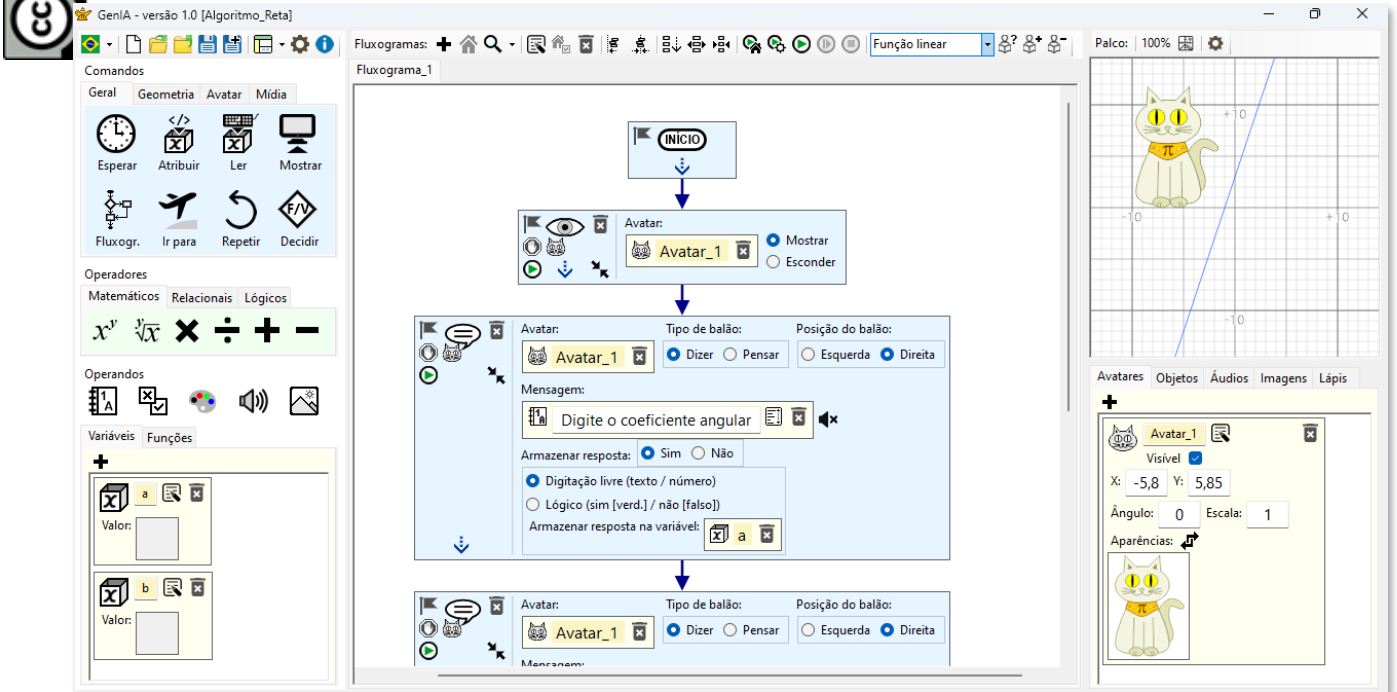 cc
GenIA - versão 1.0 [Algoritmo_Reta]
Fluxogramas:
Função linear
Palco: 100%
Comandos
Geral Geometria Avatar Mídia
Esperar Atribuir Ler Mostrar
Fluxogr. Ir para Repetir Decidir
F/V
Operadores
Matemáticos Relacionais Lógicos
Operandos
Variáveis Funções
a
Valor:
b
Valor:
Fluxograma_1
INÍCIO
Avatar:
Avatar_1
Mostrar
Esconder
Avatar: Tipo de balão: Posição do balão:
Avatar_1 Dizer Pensar Esquerda Direita
Mensagem:
Digite o coeficiente angular
Armazenar resposta: Sim Não
Digitação livre (texto / número)
Lógico (sim [verd.] / não [falso])
Armazenar resposta na variável: a
Avatar: Tipo de balão: Posição do balão:
Avatar_1 Dizer Pensar Esquerda Direita
Mensagem:
+10
-10 +10
-10
π
Avatares Objetos Áudios Imagens Lápis
Avatar_1
Visível
X: -5,8 Y: 5,85
Ângulo: 0 Escala: 1
Aparências:
π